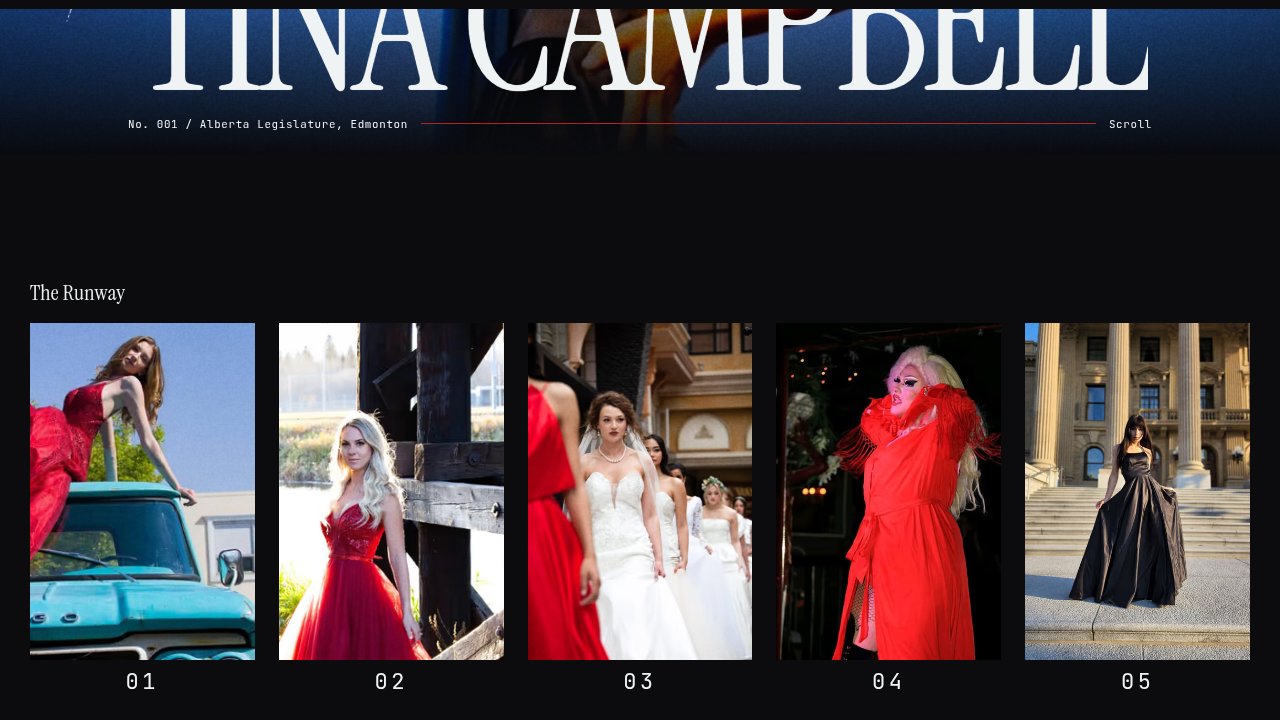 TINA CAMPBELL
No. 001 / Alberta Legislature, Edmonton
Scroll
The Runway
01
02
03
04
05